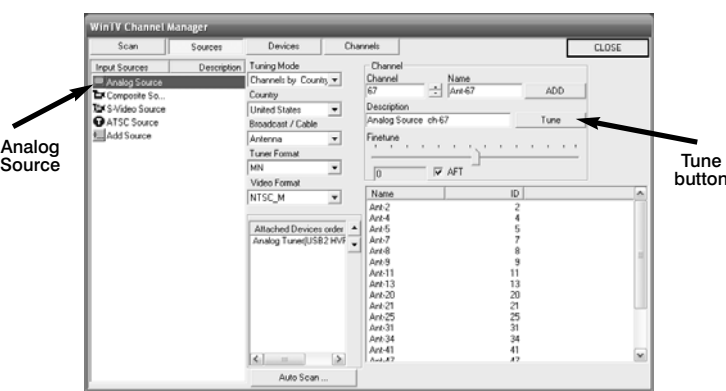 WinTV Channel Manager
Scan Sources Devices Channels CLOSE
Input Sources Description
Analog Source
Composite So...
S-Video Source
ATSC Source
Add Source
Tuning Mode
Channels by Country
Country
United States
Broadcast / Cable
Antenna
Tuner Format
MN
Video Format
NTSC_M
Attached Devices order
Analog Tuner(USB2 HVR
Auto Scan ...
Channel
Channel Name
67 Ant-67 ADD
Description
Analog Source ch-67 Tune
Finetune
0 AFT
Name ID
Ant-2 2
Ant-4 4
Ant-5 5
Ant-7 7
Ant-8 8
Ant-9 9
Ant-11 11
Ant-13 13
Ant-20 20
Ant-21 21
Ant-25 25
Ant-31 31
Ant-34 34
Ant-41 41
Ant-47 47
Analog
Source
Tune
button